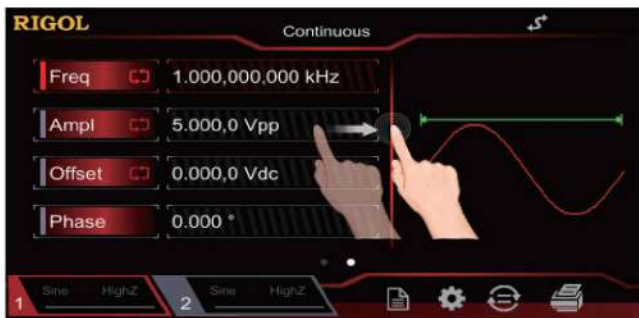 RIGOL
Continuous
Freq 1.000,000,000 kHz
Ampl 5.000,0 Vpp
Offset 0.000,0 Vdc
Phase 0.000 °
1 Sine HighZ 2 Sine HighZ